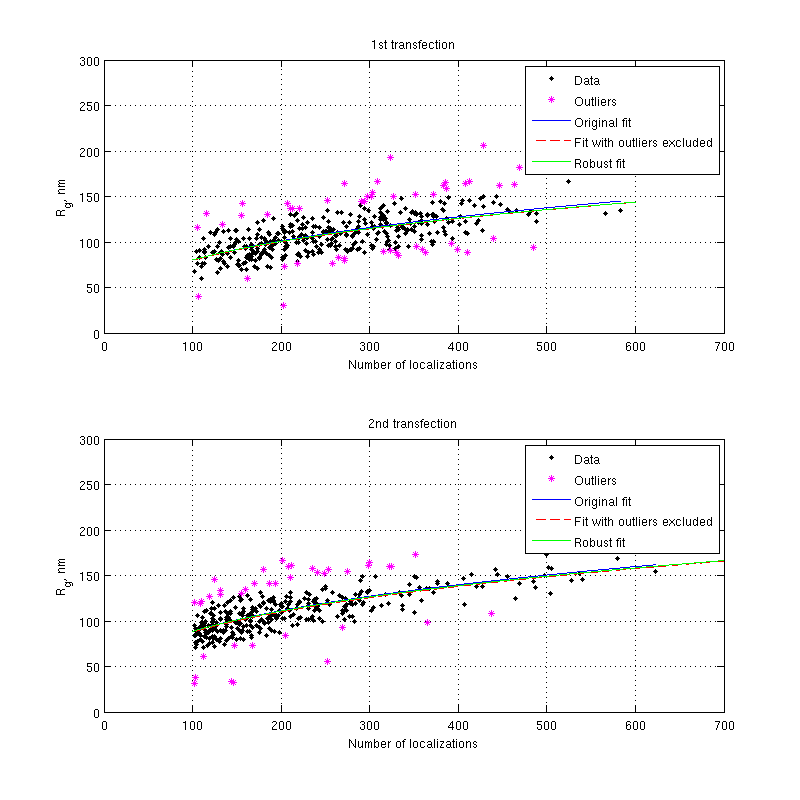 1st transfection
300
250
200
150
100
50
0
Rg, nm
Data
Outliers
Original fit
Fit with outliers excluded
Robust fit
0 100 200 300 400 500 600 700
Number of localizations
2nd transfection
300
250
200
150
100
50
0
Rg, nm
Data
Outliers
Original fit
Fit with outliers excluded
Robust fit
0 100 200 300 400 500 600 700
Number of localizations